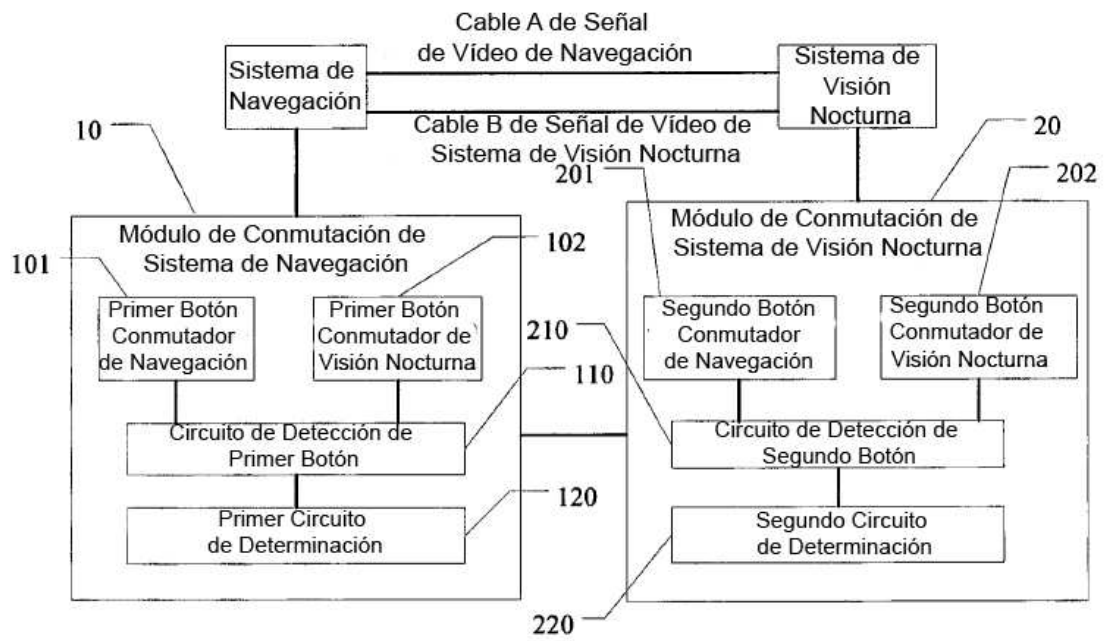 Cable A de Señal
de Vídeo de Navegación
Sistema de
Navegación
Sistema de
Visión
Nocturna
Cable B de Señal de Vídeo de
Sistema de Visión Nocturna
10
20
201
202
Módulo de Conmutación de
Sistema de Navegación
101
102
Primer Botón
Conmutador
de Navegación
Primer Botón
Conmutador de
Visión Nocturna
110
Circuito de Detección de
Primer Botón
120
Primer Circuito
de Determinación
Módulo de Conmutación de
Sistema de Visión Nocturna
210
Segundo Botón
Conmutador
de Navegación
Segundo Botón
Conmutador de
Visión Nocturna
Circuito de Detección de
Segundo Botón
Segundo Circuito
de Determinación
220